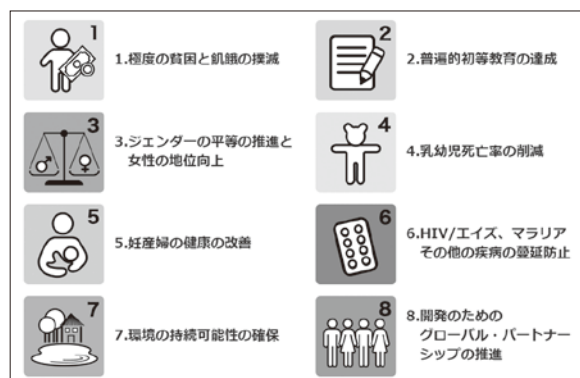 1
1.極度の貧困と飢餓の撲滅
2
2.普遍的初等教育の達成
3
3.ジェンダーの平等の推進と
女性の地位向上
4
4.乳幼児死亡率の削減
5
5.妊産婦の健康の改善
6
6.HIV/エイズ、マラリア
その他の疾病の蔓延防止
7
7.環境の持続可能性の確保
8
8.開発のための
グローバル・パートナー
シップの推進